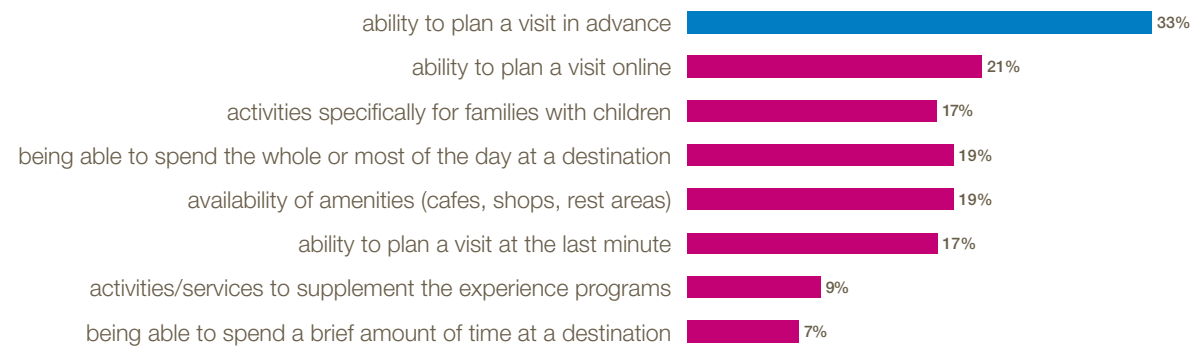 ability to plan a visit in advance 33%
ability to plan a visit online 21%
activities specifically for families with children 17%
being able to spend the whole or most of the day at a destination 19%
availability of amenities (cafes, shops, rest areas) 19%
ability to plan a visit at the last minute 17%
activities/services to supplement the experience programs 9%
being able to spend a brief amount of time at a destination 7%